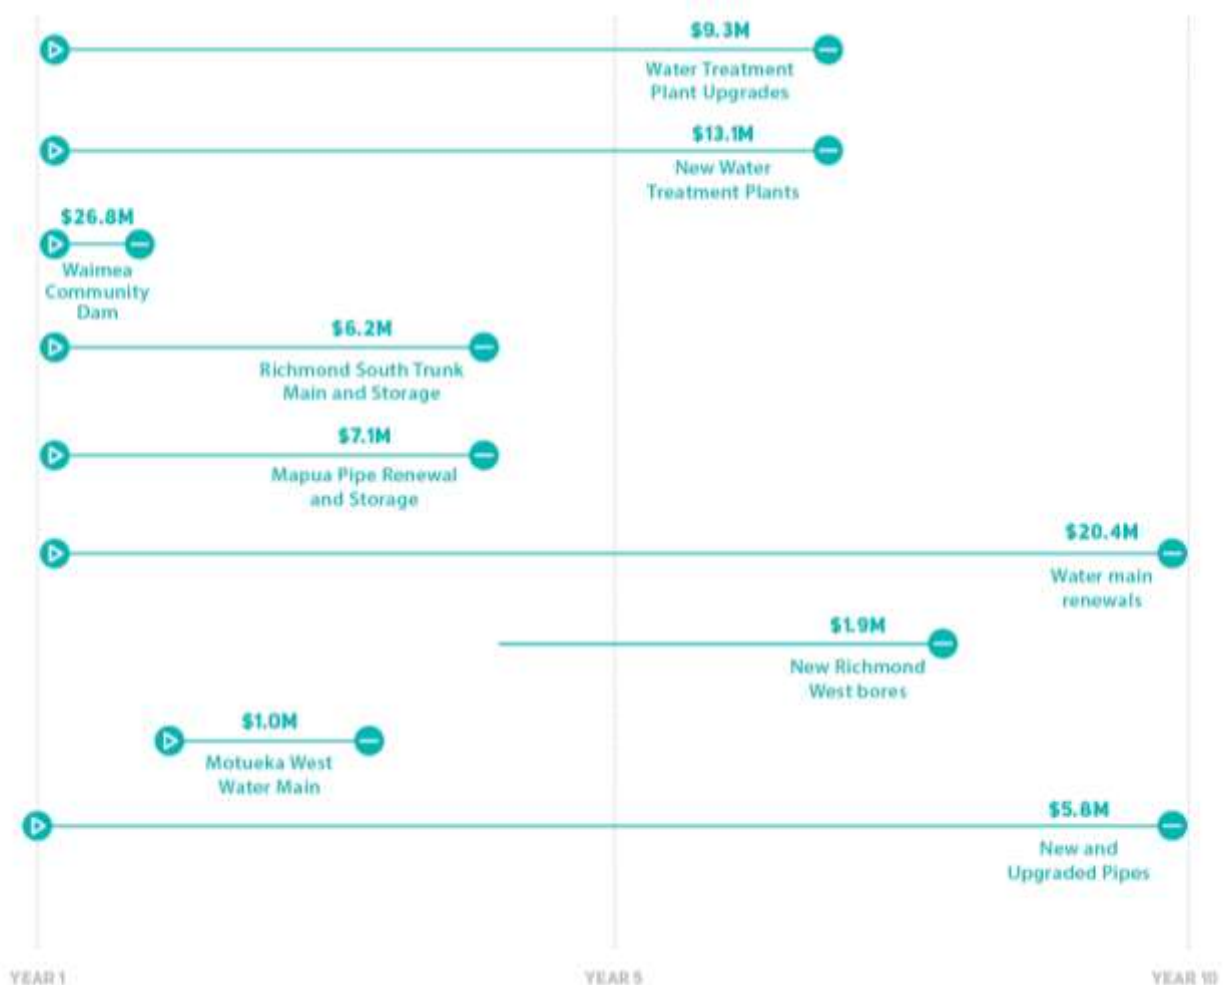 $9.3M
Water Treatment
Plant Upgrades
$13.1M
New Water
Treatment Plants
$26.8M
Waimea
Community
Dam
$6.2M
Richmond South Trunk
Main and Storage
$7.1M
Mapua Pipe Renewal
and Storage
$20.4M
Water main
renewals
$1.9M
New Richmond
West bores
$1.0M
Motueka West
Water Main
$5.8M
New and
Upgraded Pipes
YEAR 1 YEAR 5 YEAR 10